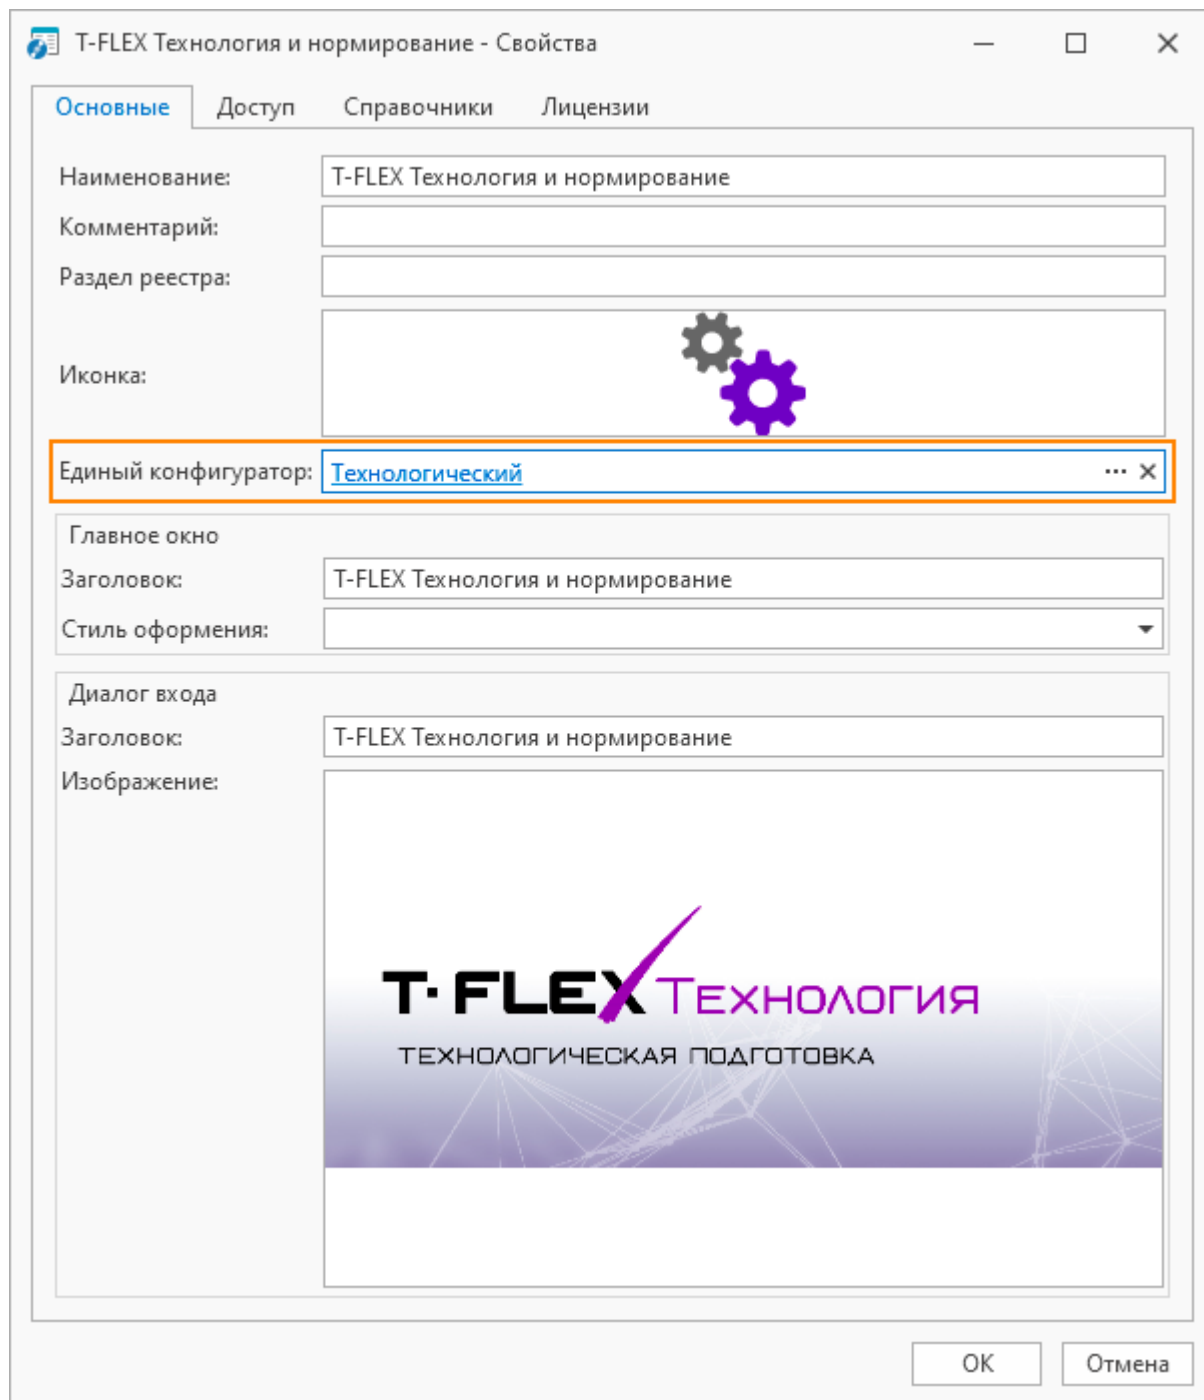 T-FLEX Технология и нормирование - Свойства
Основные Доступ Справочники Лицензии
Наименование: T-FLEX Технология и нормирование
Комментарий:
Раздел реестра:
Иконка:
Единый конфигуратор: Технологический
Главное окно
Заголовок: T-FLEX Технология и нормирование
Стиль оформения:
Диалог входа
Заголовок: T-FLEX Технология и нормирование
Изображение:
T-FLEX Технология
ТЕХНОЛОГИЧЕСКАЯ ПОДГОТОВКА
ОК Отмена